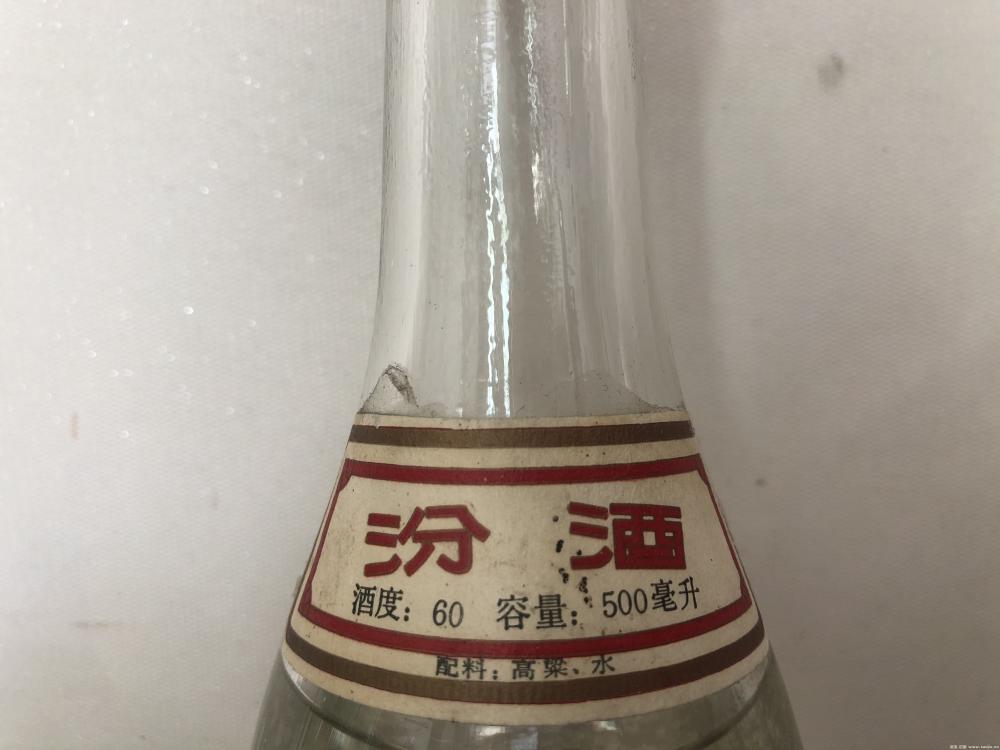 汾 酒
酒度：60 容量：500毫升
配料：高粱、水